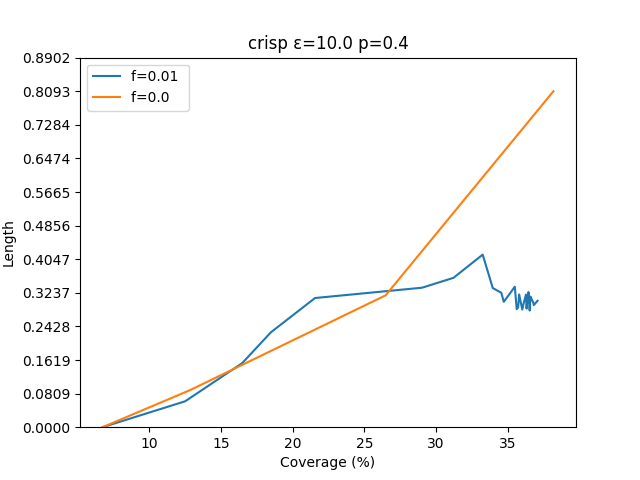 crisp ε=10.0 p=0.4
0.8902
0.8093
0.7284
0.6474
0.5665
0.4856
0.4047
0.3237
0.2428
0.1619
0.0809
0.0000
Length
f=0.01
f=0.0
10 15 20 25 30 35
Coverage (%)